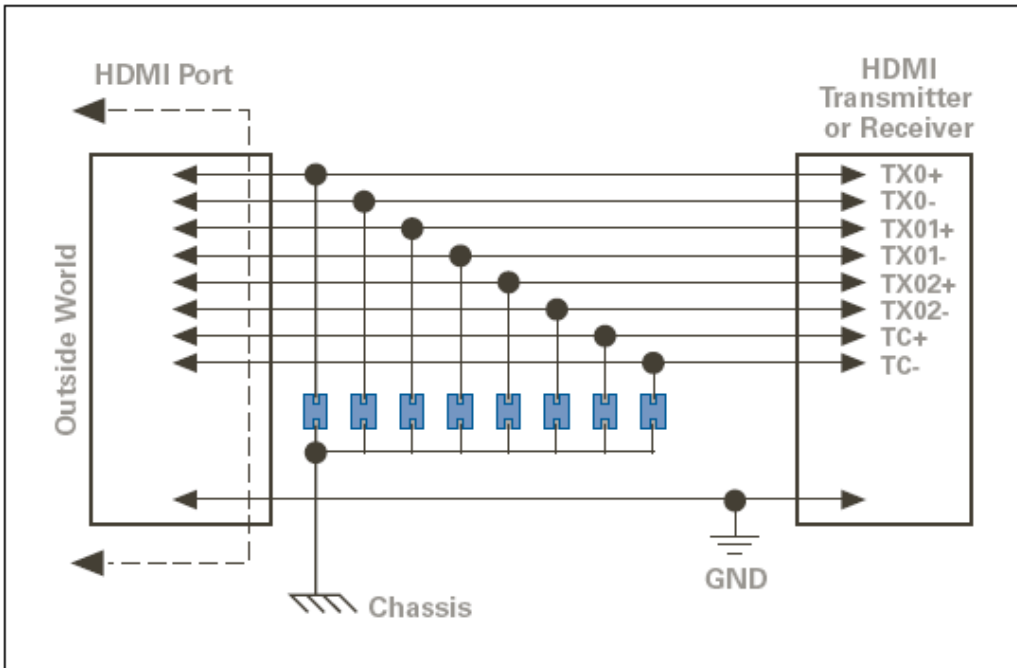 HDMI Port
HDMI
Transmitter
or Receiver
Outside World
TX0+
TX0-
TX01+
TX01-
TX02+
TX02-
TC+
TC-
GND
Chassis